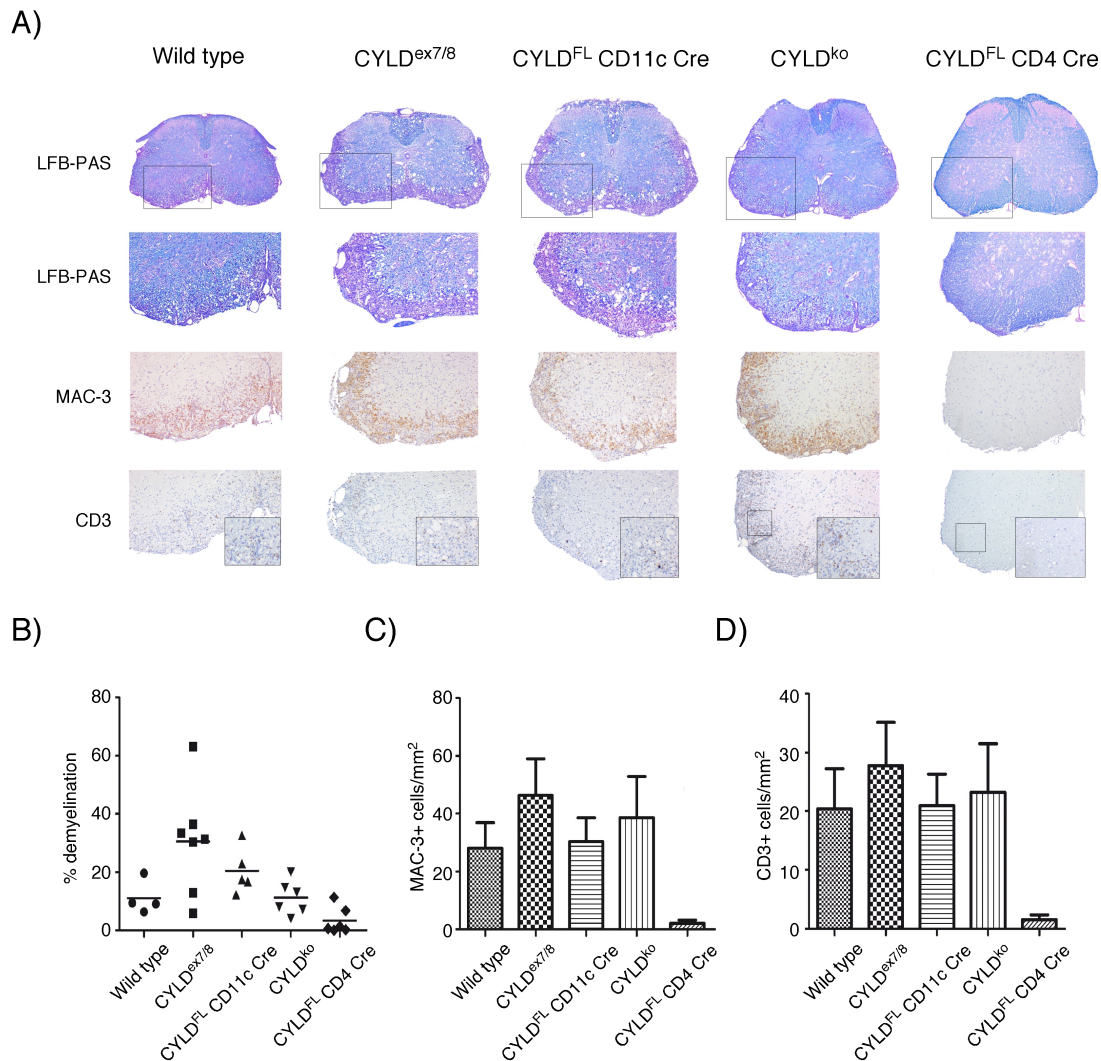 A)
Wild type
CYLDex7/8
CYLDFL CD11c Cre
CYLDko
CYLDFL CD4 Cre
LFB-PAS
LFB-PAS
MAC-3
CD3
B)
% demyelination
80
60
40
20
0
Wild type
CYLDex7/8
CYLDFL CD11c Cre
CYLDko
CYLDFL CD4 Cre
C)
MAC-3+ cells/mm2
80
60
40
20
0
Wild type
CYLDex7/8
CYLDFL CD11c Cre
CYLDko
CYLDFL CD4 Cre
D)
CD3+ cells/mm2
40
30
20
10
0
Wild type
CYLDex7/8
CYLDFL CD11c Cre
CYLDko
CYLDFL CD4 Cre